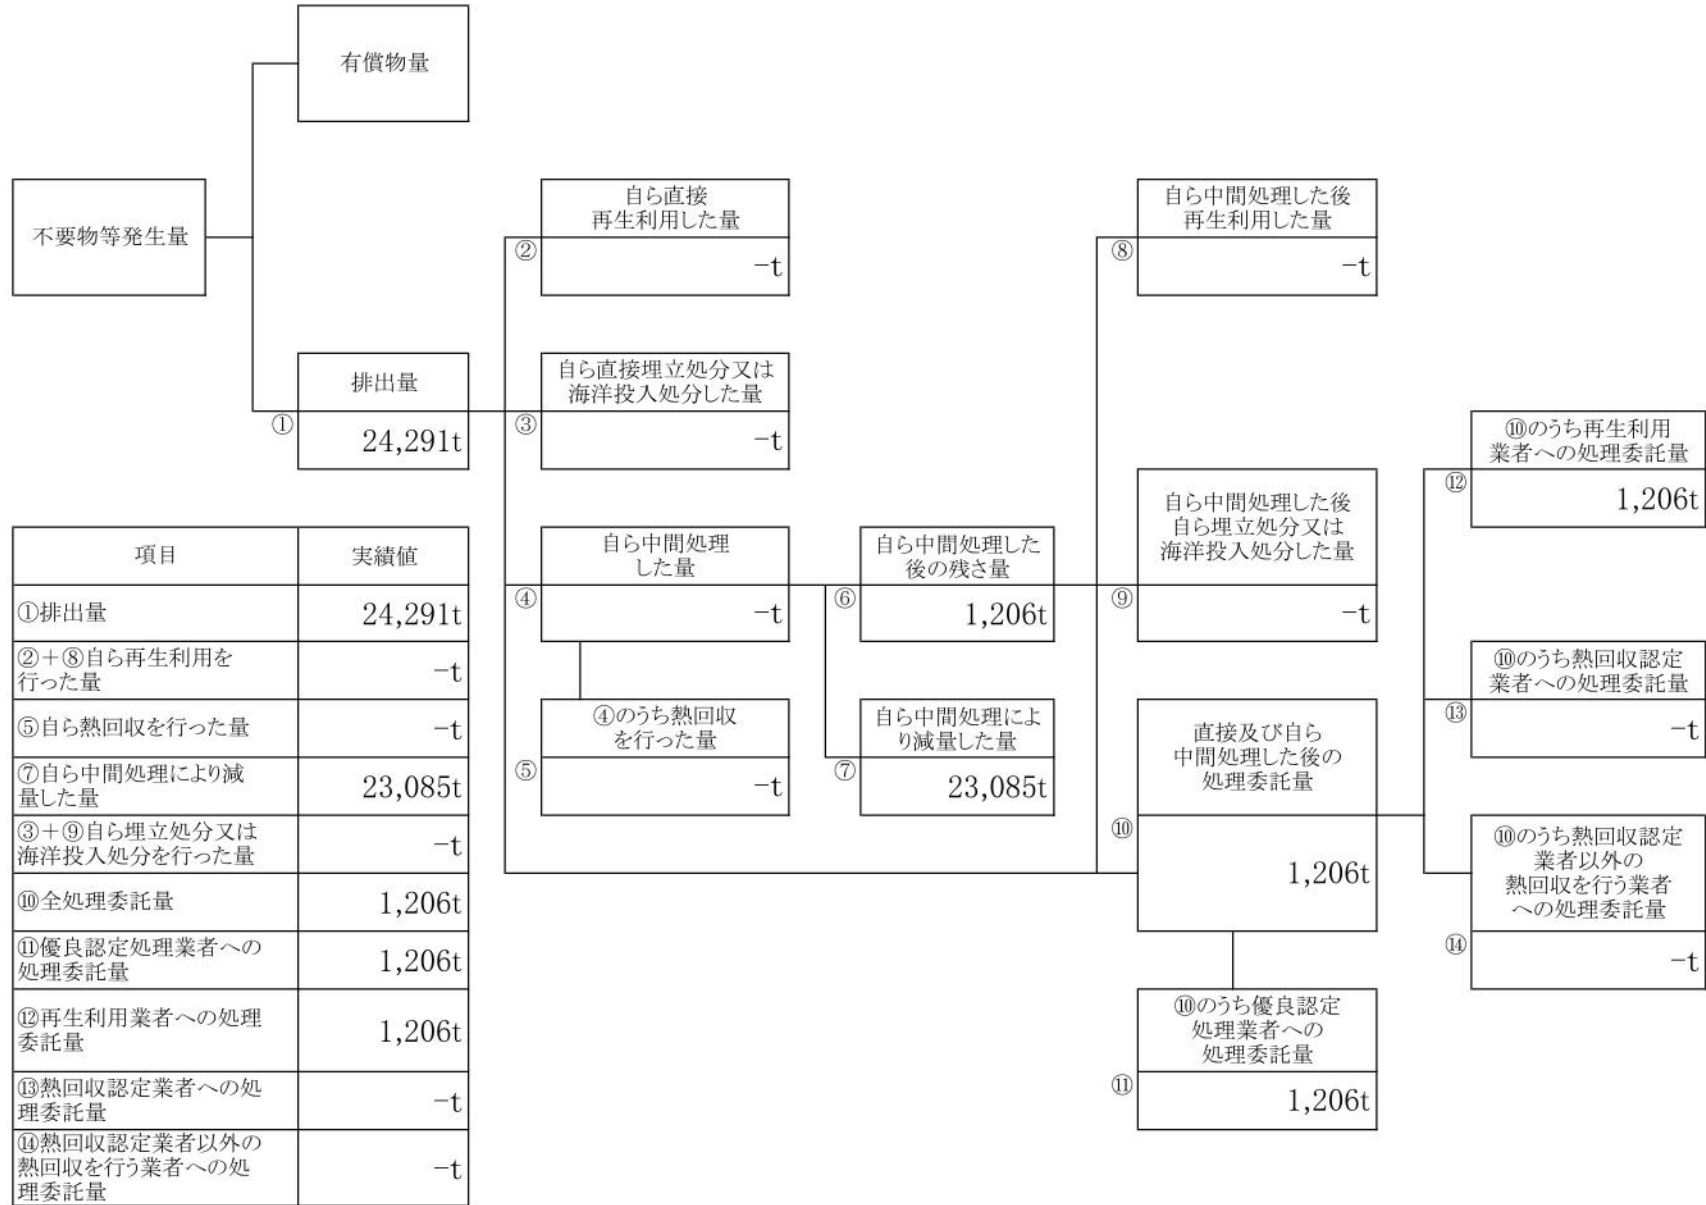 有償物量
不要物等発生量
自ら直接
再生利用した量
②
−t
自ら中間処理した後
再生利用した量
⑧
−t
排出量
①
24,291t
自ら直接埋立処分又は
海洋投入処分した量
③
−t
⑩のうち再生利用
業者への処理委託量
⑫
1,206t
自ら中間処理
した量
④
−t
自ら中間処理した
後の残さ量
⑥
1,206t
自ら中間処理した後
自ら埋立処分又は
海洋投入処分した量
⑨
−t
⑩のうち熱回収認定
業者への処理委託量
⑬
−t
④のうち熱回収
を行った量
⑤
−t
自ら中間処理によ
り減量した量
⑦
23,085t
直接及び自ら
中間処理した後の
処理委託量
⑩
1,206t
⑩のうち熱回収認定
業者以外の
熱回収を行う業者
への処理委託量
⑭
−t
⑩のうち優良認定
処理業者への
処理委託量
⑪
1,206t
項目
実績値
①排出量
24,291t
②＋⑧自ら再生利用を
行った量
−t
⑤自ら熱回収を行った量
−t
⑦自ら中間処理により減
量した量
23,085t
③＋⑨自ら埋立処分又は
海洋投入処分を行った量
−t
⑩全処理委託量
1,206t
⑪優良認定処理業者への
処理委託量
1,206t
⑫再生利用業者への処理
委託量
1,206t
⑬熱回収認定業者への処
理委託量
−t
⑭熱回収認定業者以外の
熱回収を行う業者への処
理委託量
−t